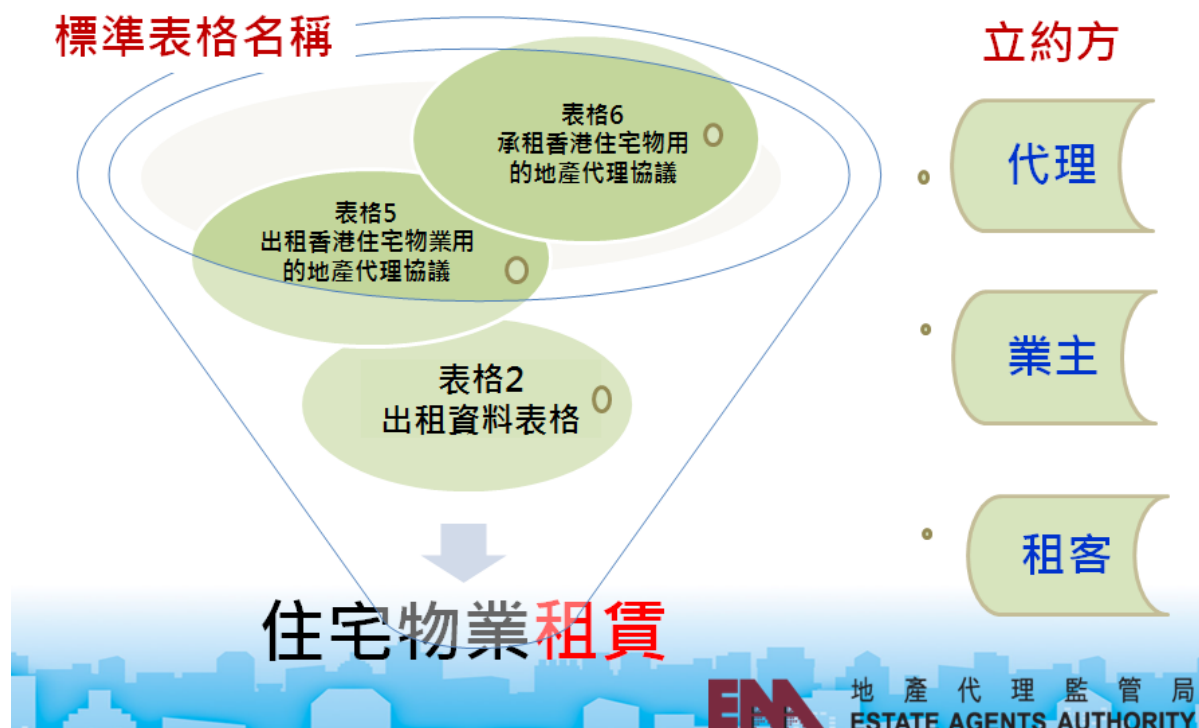 標準表格名稱
立約方
表格6
承租香港住宅物用
的地產代理協議
表格5
出租香港住宅物業用
的地產代理協議
表格2
出租資料表格
代理
業主
租客
住宅物業租賃
EAA
地產代理監管局
ESTATE AGENTS AUTHORITY